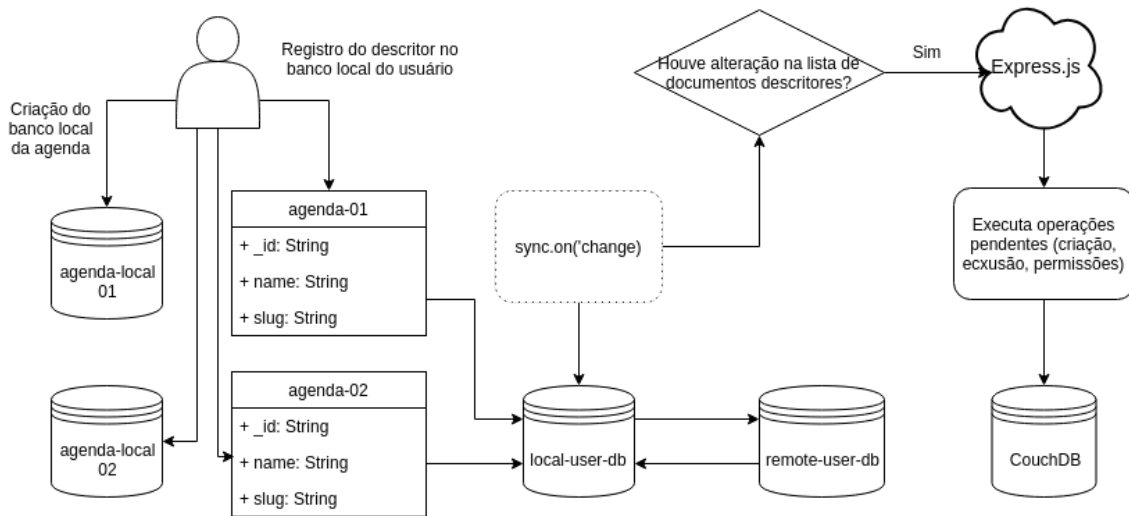 Registro do descritor no
banco local do usuário
Criação do
banco local
da agenda
Houve alteração na lista de
documentos descritores?
Sim
Express.js
agenda-01
+ _id: String
+ name: String
+ slug: String
agenda-local
01
sync.on('change)
Executa operações
pendentes (criação,
ecxusão, permissões)
agenda-02
+ _id: String
+ name: String
+ slug: String
agenda-local
02
local-user-db
remote-user-db
CouchDB